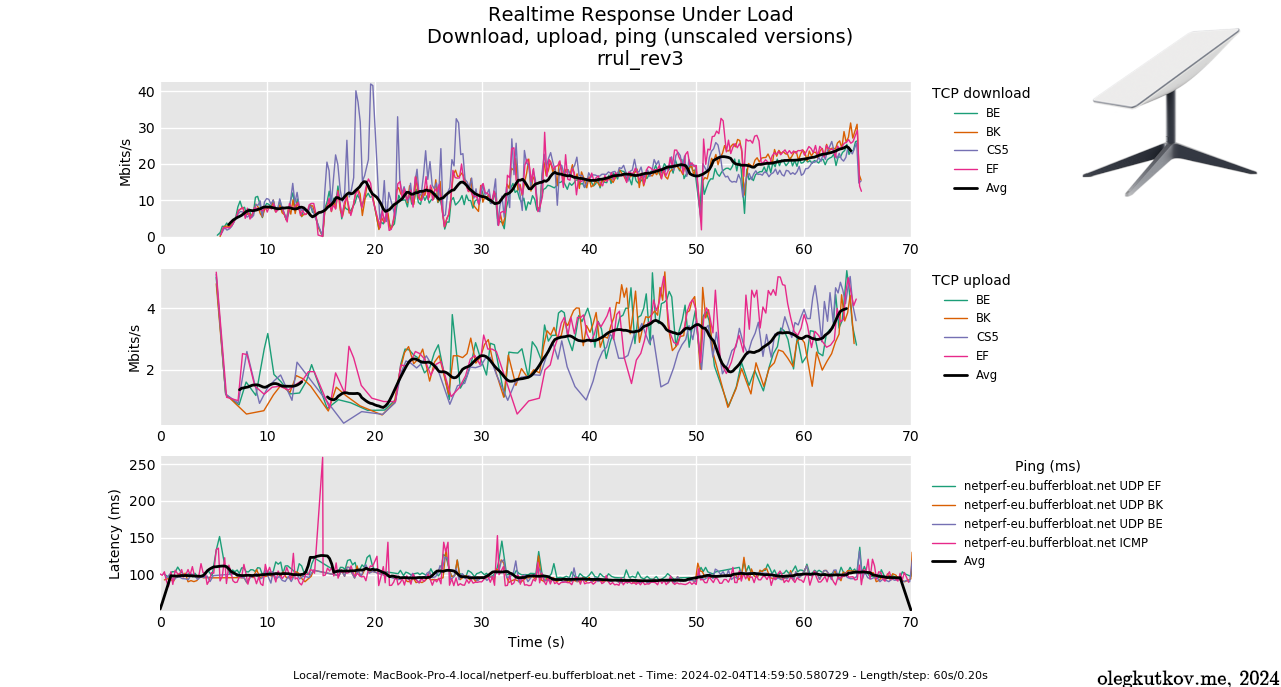 Realtime Response Under Load
Download, upload, ping (unscaled versions)
rrul_rev3
40
30
20
10
0
Mbits/s
0 10 20 30 40 50 60 70
TCP download
BE
BK
CS5
EF
Avg
4
2
Mbits/s
0 10 20 30 40 50 60 70
TCP upload
BE
BK
CS5
EF
Avg
250
200
150
100
Latency (ms)
0 10 20 30 40 50 60 70
Time (s)
Ping (ms)
netperf-eu.bufferbloat.net UDP EF
netperf-eu.bufferbloat.net UDP BK
netperf-eu.bufferbloat.net UDP BE
netperf-eu.bufferbloat.net ICMP
Avg
Local/remote: MacBook-Pro-4.local/netperf-eu.bufferbloat.net - Time: 2024-02-04T14:59:50.580729 - Length/step: 60s/0.20s
olegkutkov.me, 2024